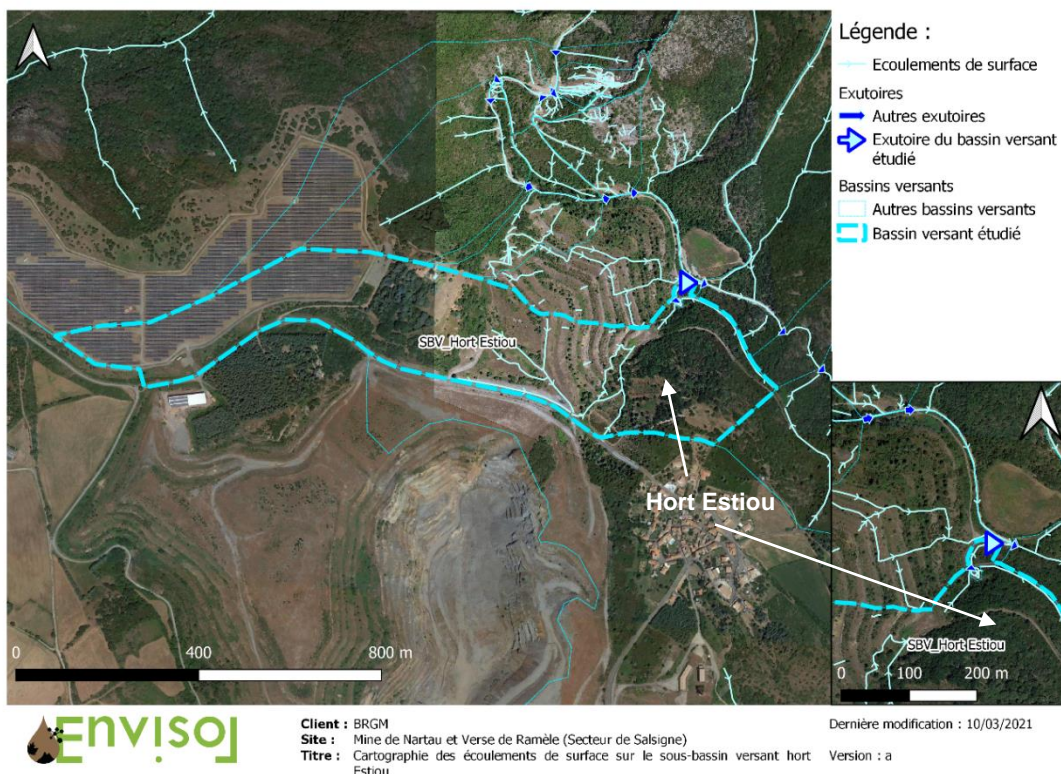 SBV_Hort Estiou
Hort Estiou
0 400 800 m
SBV_Hort Estiou
0 100 200 m
Légende :
Ecoulements de surface
Exutoires
Autres exutoires
Exutoire du bassin versant
étudié
Bassins versants
Autres bassins versants
Bassin versant étudié
Envisol
Client : BRGM
Site : Mine de Nartau et Verse de Ramèle (Secteur de Salsigne)
Titre : Cartographie des écoulements de surface sur le sous-bassin versant hort
Estiou
Dernière modification : 10/03/2021
Version : a